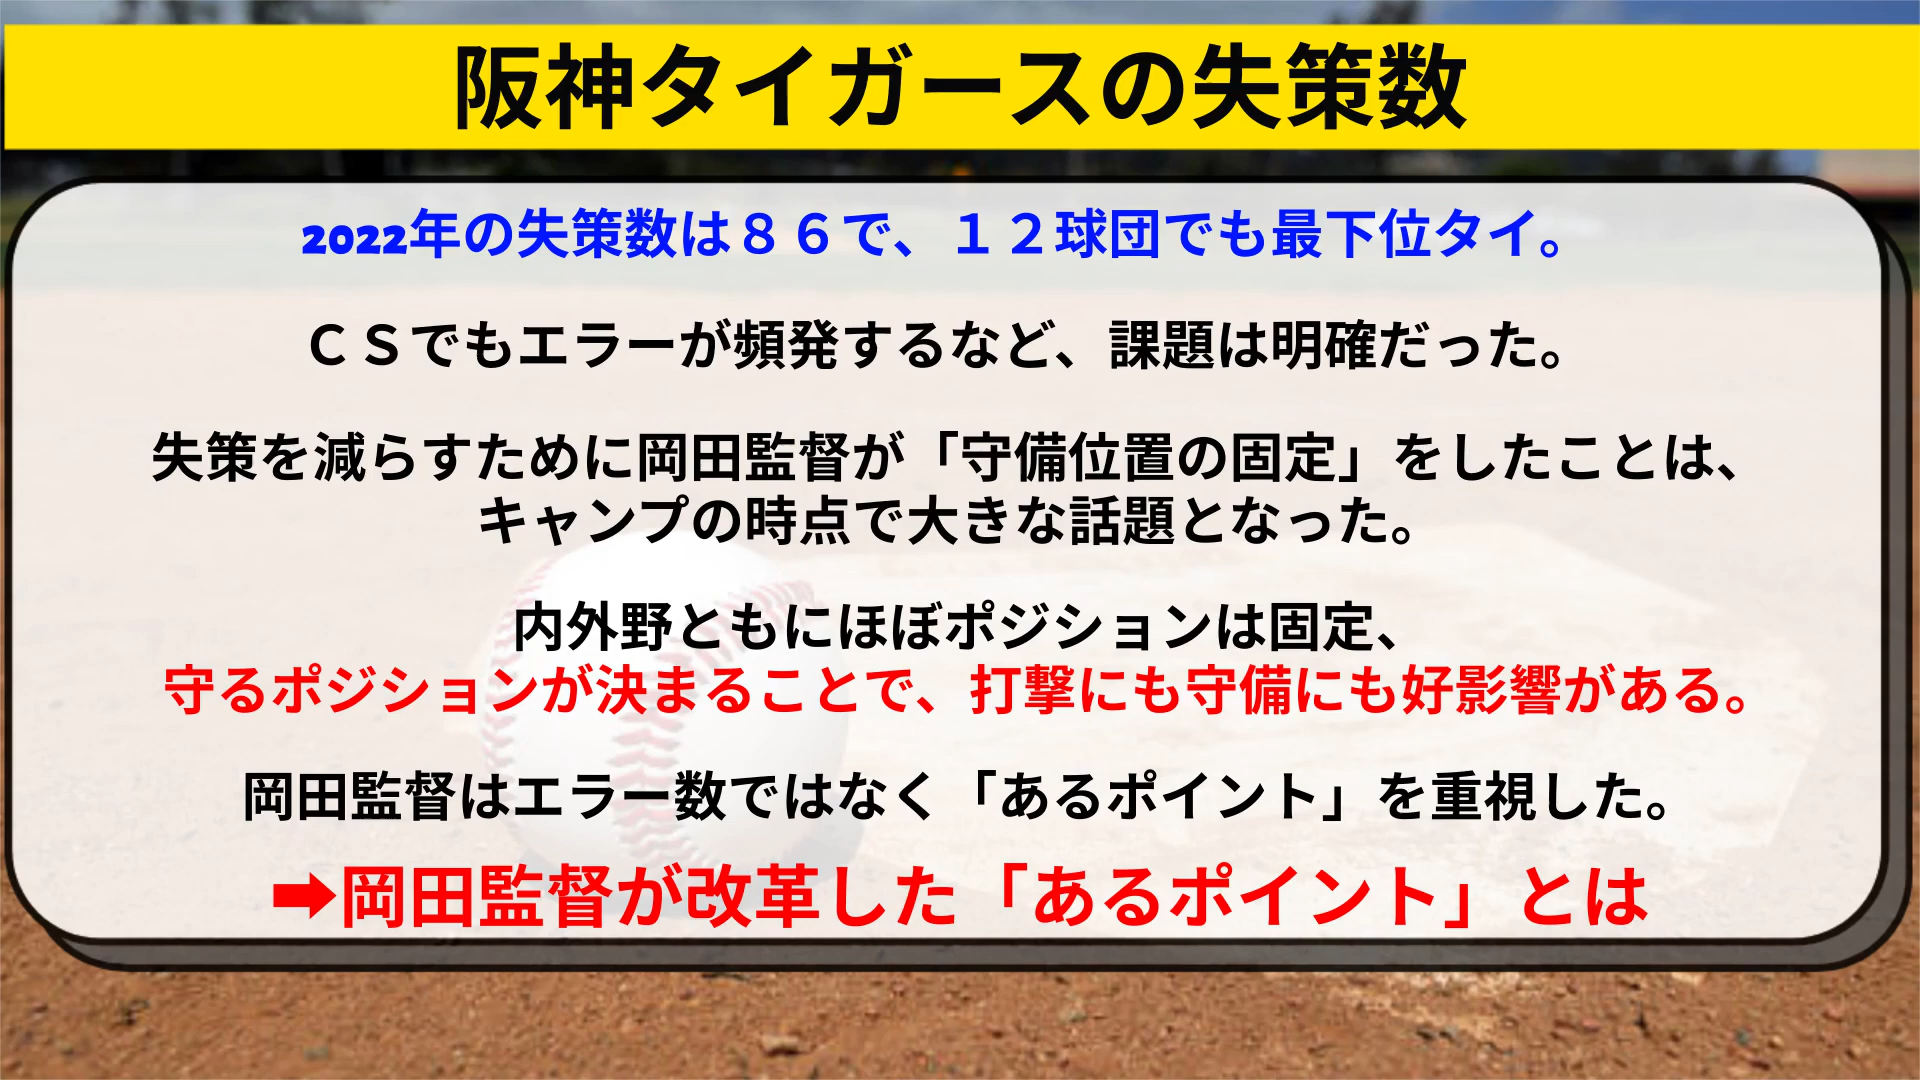 阪神タイガースの失策数
2022年の失策数は８６で、１２球団でも最下位タイ。
ＣＳでもエラーが頻発するなど、課題は明確だった。
失策を減らすために岡田監督が「守備位置の固定」をしたことは、
キャンプの時点で大きな話題となった。
内外野ともにほぼポジションは固定、
守るポジションが決まることで、打撃にも守備にも好影響がある。
岡田監督はエラー数ではなく「あるポイント」を重視した。
➡岡田監督が改革した「あるポイント」とは